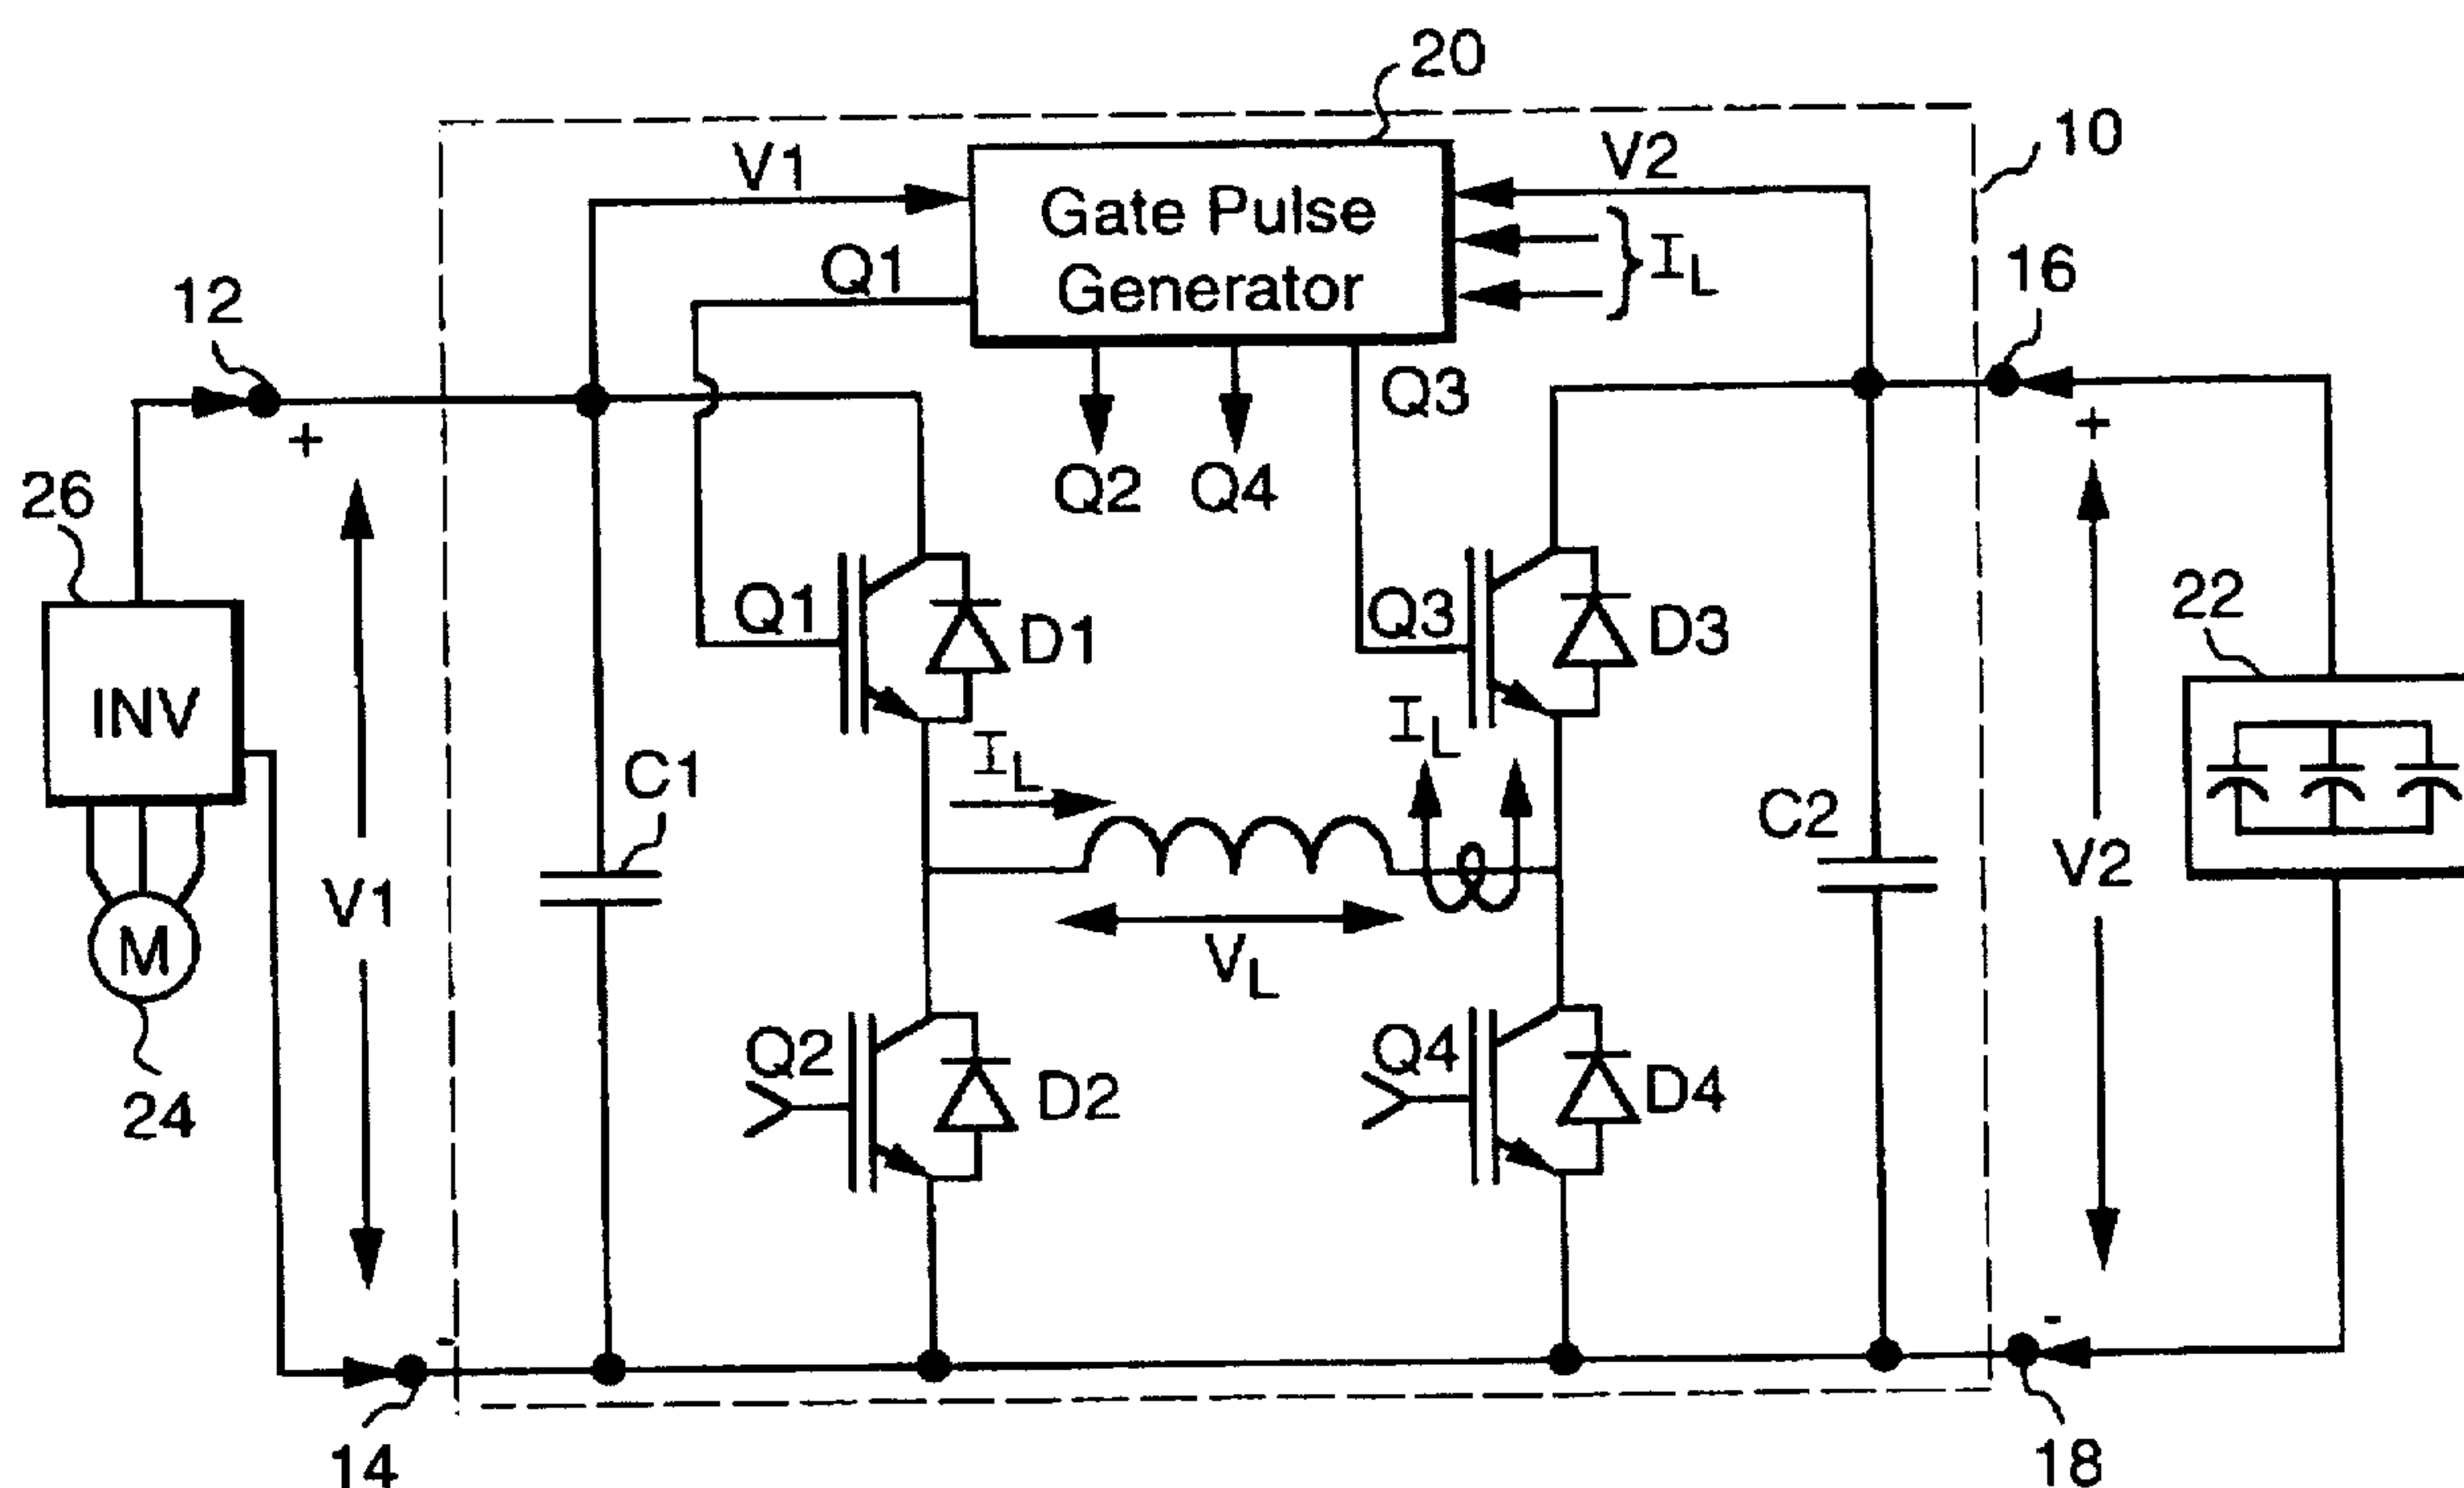 20
10
V1
V2
Gate Pulse
Generator
Q1
I_L
16
12
+
Q3
+
Q2
Q4
26
22
Q1
D1
Q3
D3
INV
I_L
I_L
C1
C2
V1
V2
M
V_L
Q2
D2
Q4
D4
24
-
-
14
18